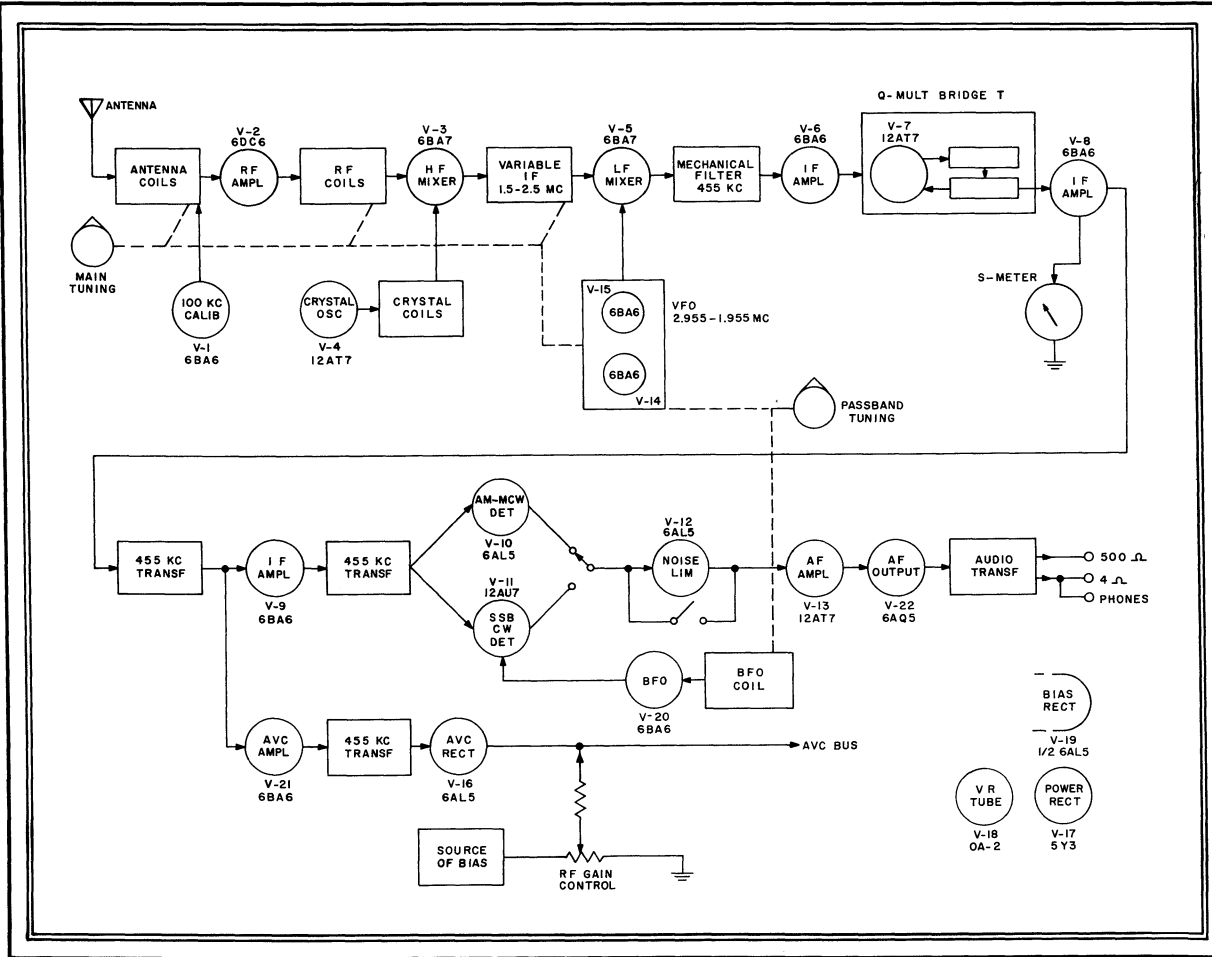 ANTENNA
Q-MULT BRIDGE T
V-2
6DC6
V-3
6BA7
V-5
6BA7
V-6
6BA6
V-7
12AT7
V-8
6BA6
ANTENNA
COILS
RF
AMPL
RF
COILS
HF
MIXER
VARIABLE
IF
1.5-2.5 MC
LF
MIXER
MECHANICAL
FILTER
455 KC
IF
AMPL
IF
AMPL
MAIN
TUNING
S-METER
100 KC
CALIB
V-1
6BA6
CRYSTAL
OSC
V-4
12AT7
CRYSTAL
COILS
V-15
6BA6
6BA6
V-14
VFO
2.955-1.955 MC
PASSBAND
TUNING
455 KC
TRANSF
IF
AMPL
V-9
6BA6
455 KC
TRANSF
AM-MCW
DET
V-10
6AL5
V-11
12AU7
SSB
CW
DET
V-12
6AL5
NOISE
LIM
AF
AMPL
V-13
12AT7
AF
OUTPUT
V-22
6AQ5
AUDIO
TRANSF
500 Ω
4 Ω
PHONES
BFO
V-20
6BA6
BFO
COIL
BIAS
RECT
V-19
1/2 6AL5
AVC
AMPL
V-21
6BA6
455 KC
TRANSF
AVC
RECT
V-16
6AL5
AVC BUS
VR
TUBE
V-18
OA-2
POWER
RECT
V-17
5Y3
SOURCE
OF BIAS
RF GAIN
CONTROL